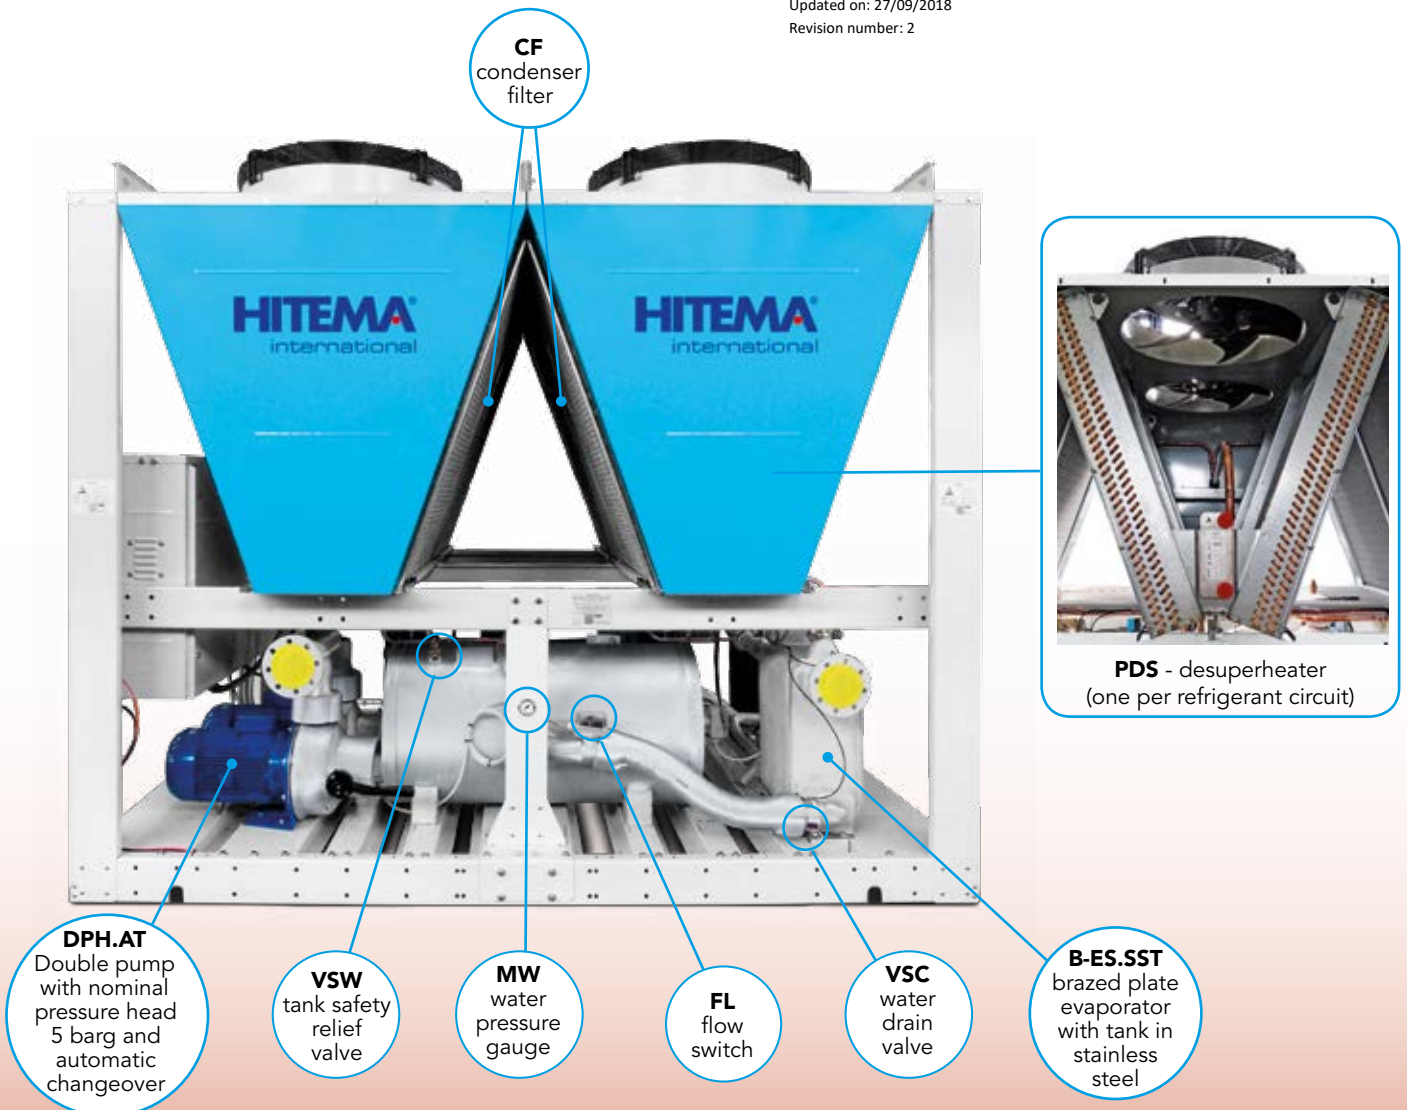 Updated on: 27/09/2018
Revision number: 2
CF
condenser
filter
HITEMA®
international
HITEMA®
international
PDS - desuperheater
(one per refrigerant circuit)
DPH.AT
Double pump
with nominal
pressure head
5 barg and
automatic
changeover
VSW
tank safety
relief
valve
MW
water
pressure
gauge
FL
flow
switch
VSC
water
drain
valve
B-ES.SST
brazed plate
evaporator
with tank in
stainless
steel